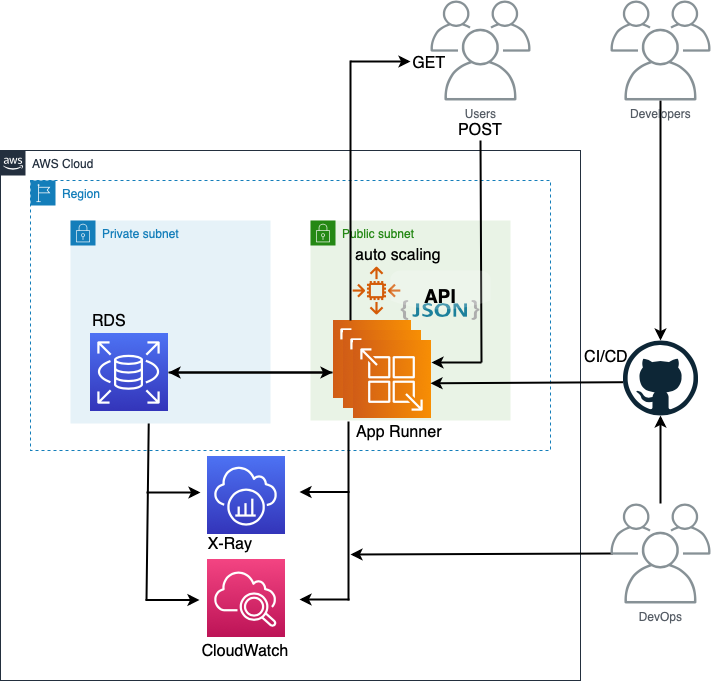 GET
Users
POST
Developers
aws
AWS Cloud
Region
Private subnet
Public subnet
auto scaling
API
{JSON}
RDS
CI/CD
App Runner
X-Ray
CloudWatch
DevOps